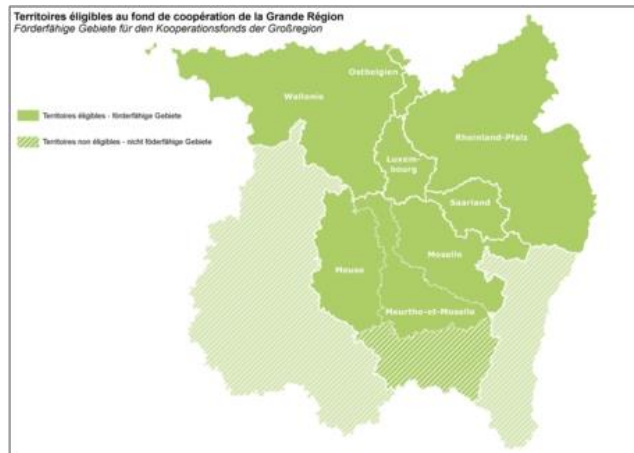 Territoires éligibles au fond de coopération de la Grande Région
Förderfähige Gebiete für den Kooperationsfonds der Großregion
Ostbelgien
Wallonie
Territoires éligibles - förderfähige Gebiete
Rheinland-Pfalz
Territoires non éligibles - nicht föderfähige Gebiete
Luxem-
bourg
Saarland
Moselle
Meuse
Meurthe-et-Moselle